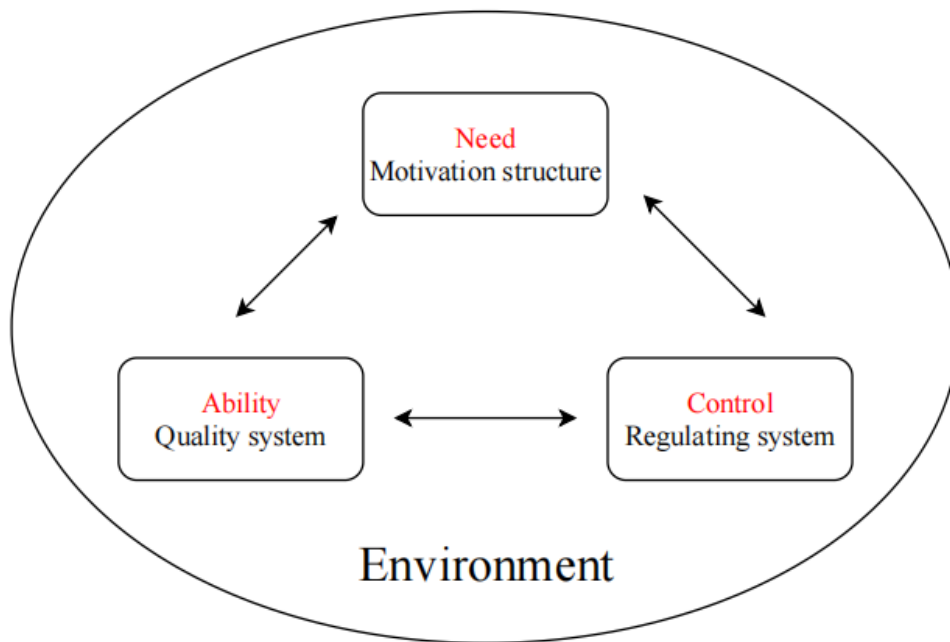 Need
Motivation structure
Ability
Quality system
Control
Regulating system
Environment